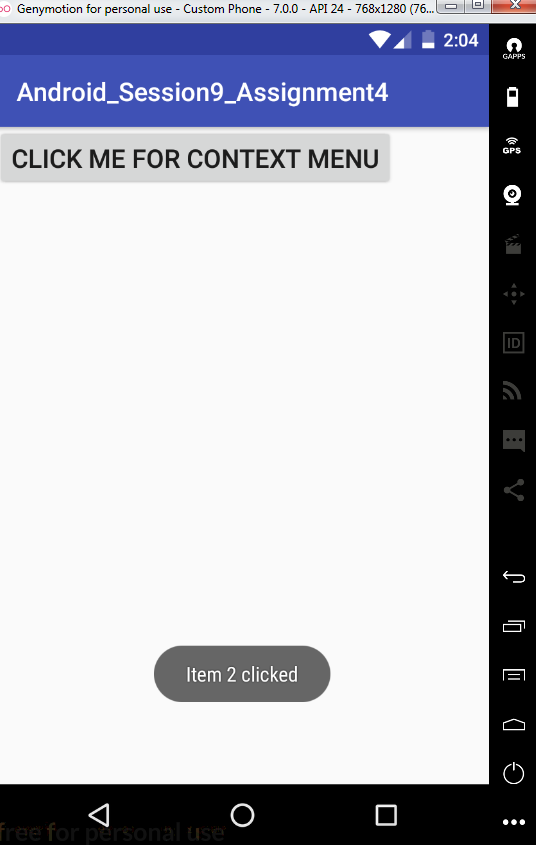 Genymotion for personal use - Custom Phone - 7.0.0 - API 24 - 768x1280 (76...
2:04
GAPPS
Android_Session9_Assignment4
CLICK ME FOR CONTEXT MENU
GPS
ID
Item 2 clicked
free for personal use